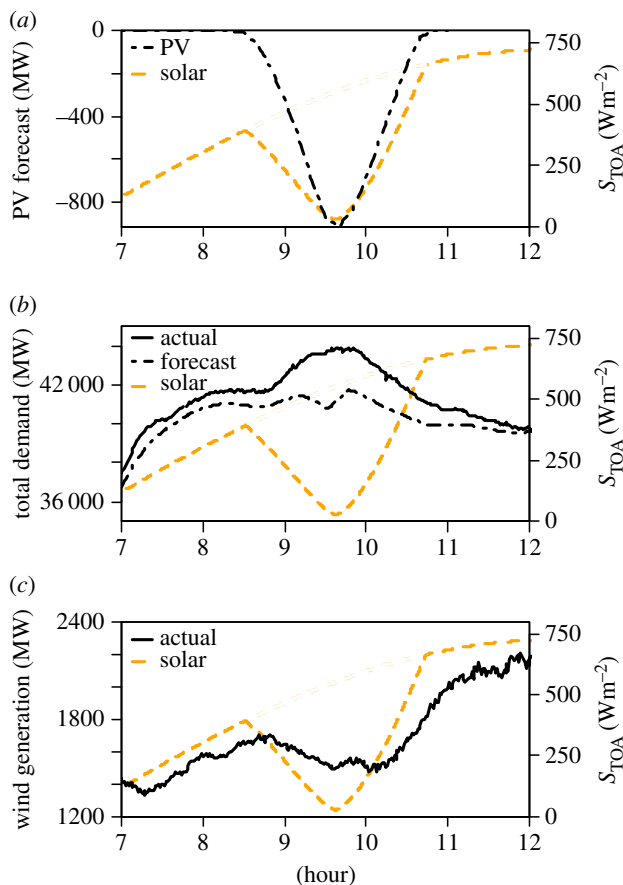 (a)
PV forecast (MW)
0
–400
–800
PV
solar
750
500
250
0
S_TOA (Wm–2)
7 8 9 10 11 12
(b)
total demand (MW)
42 000
36 000
actual
forecast
solar
750
500
250
0
S_TOA (Wm–2)
7 8 9 10 11 12
(c)
wind generation (MW)
2400
1800
1200
actual
solar
750
500
250
0
S_TOA (Wm–2)
7 8 9 10 11 12
(hour)